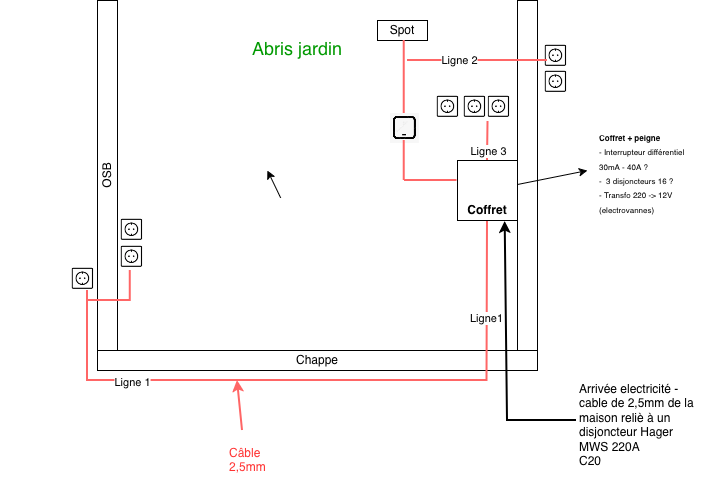 Spot
Abris jardin
Ligne 2
Ligne 3
OSB
Coffret
Coffret + peigne
- Interrupteur différentiel
30mA - 40A ?
- 3 disjoncteurs 16 ?
- Transfo 220 -> 12V
(electrovannes)
Ligne1
Chappe
Ligne 1
Câble
2,5mm
Arrivée electricité -
cable de 2,5mm de la
maison reliè à un
disjoncteur Hager
MWS 220A
C20